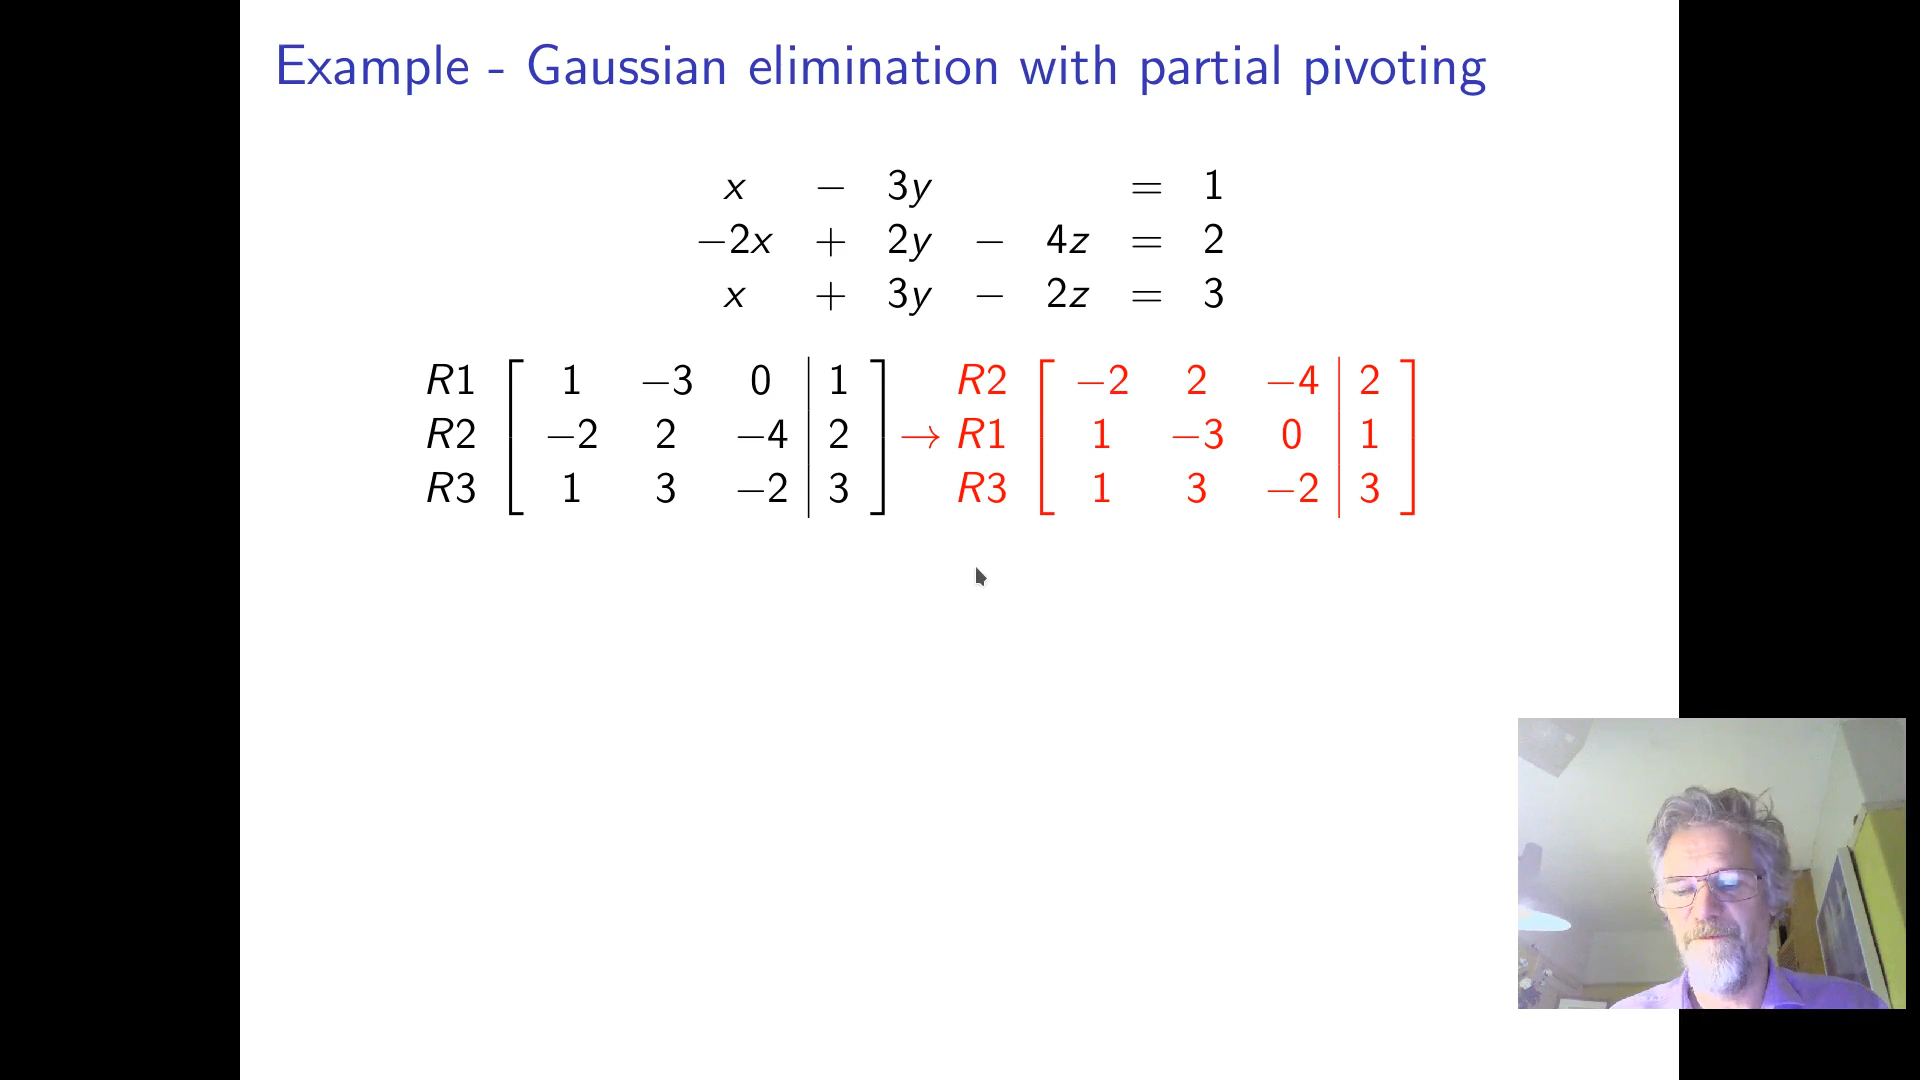 Example - Gaussian elimination with partial pivoting
x − 3y = 1
−2x + 2y − 4z = 2
x + 3y − 2z = 3
R1 [ 1 −3 0 | 1 ] R2 [ −2 2 −4 | 2 ]
R2 [ −2 2 −4 | 2 ] → R1 [ 1 −3 0 | 1 ]
R3 [ 1 3 −2 | 3 ] R3 [ 1 3 −2 | 3 ]